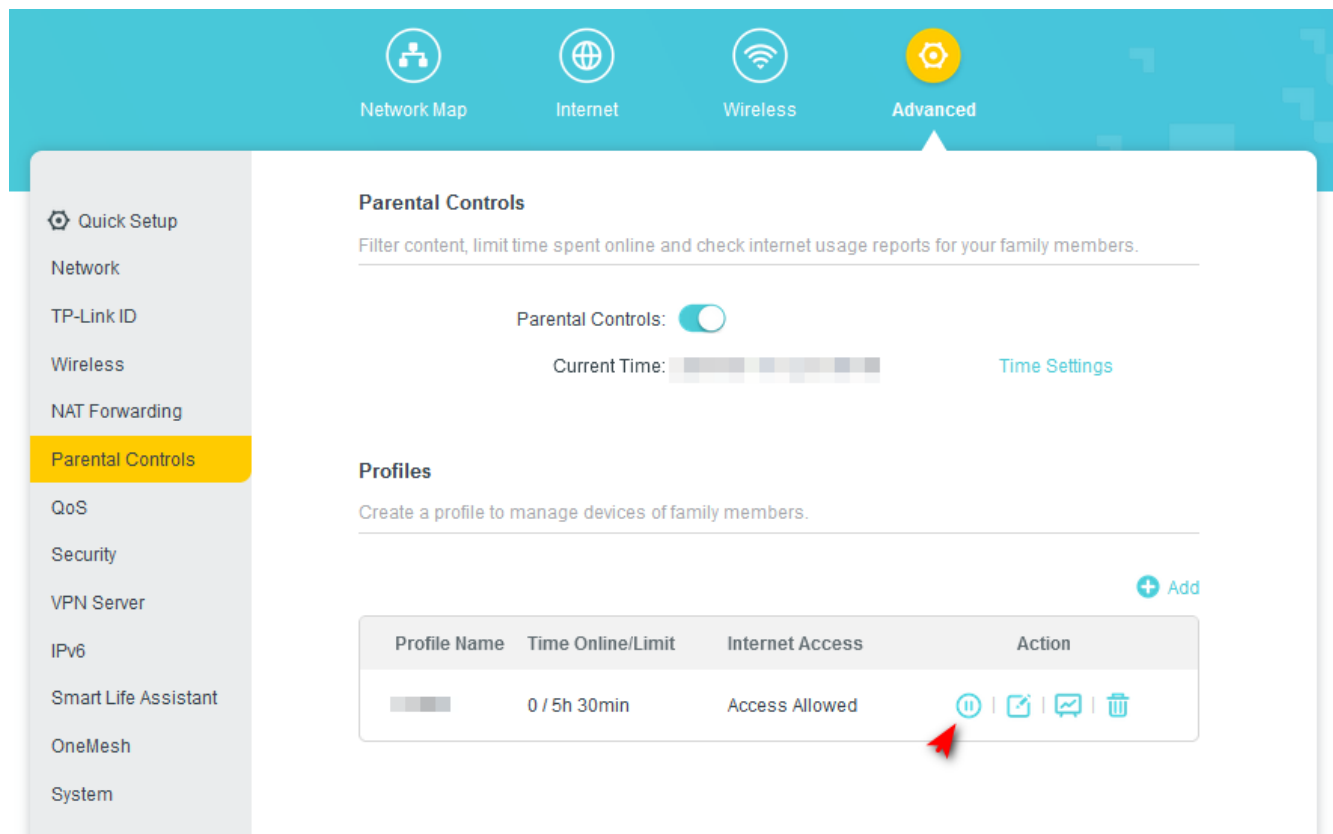 Network Map Internet Wireless Advanced
Quick Setup
Network
TP-Link ID
Wireless
NAT Forwarding
Parental Controls
QoS
Security
VPN Server
IPv6
Smart Life Assistant
OneMesh
System
Parental Controls
Filter content, limit time spent online and check internet usage reports for your family members.
Parental Controls:
Current Time: Time Settings
Profiles
Create a profile to manage devices of family members.
Add
Profile Name Time Online/Limit Internet Access Action
0 / 5h 30min Access Allowed